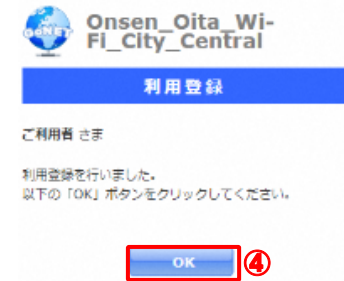 GoNET
Onsen_Oita_Wi-
Fi_City_Central
利用登録
ご利用者 さま
利用登録を行いました。
以下の「OK」ボタンをクリックしてください。
OK ④